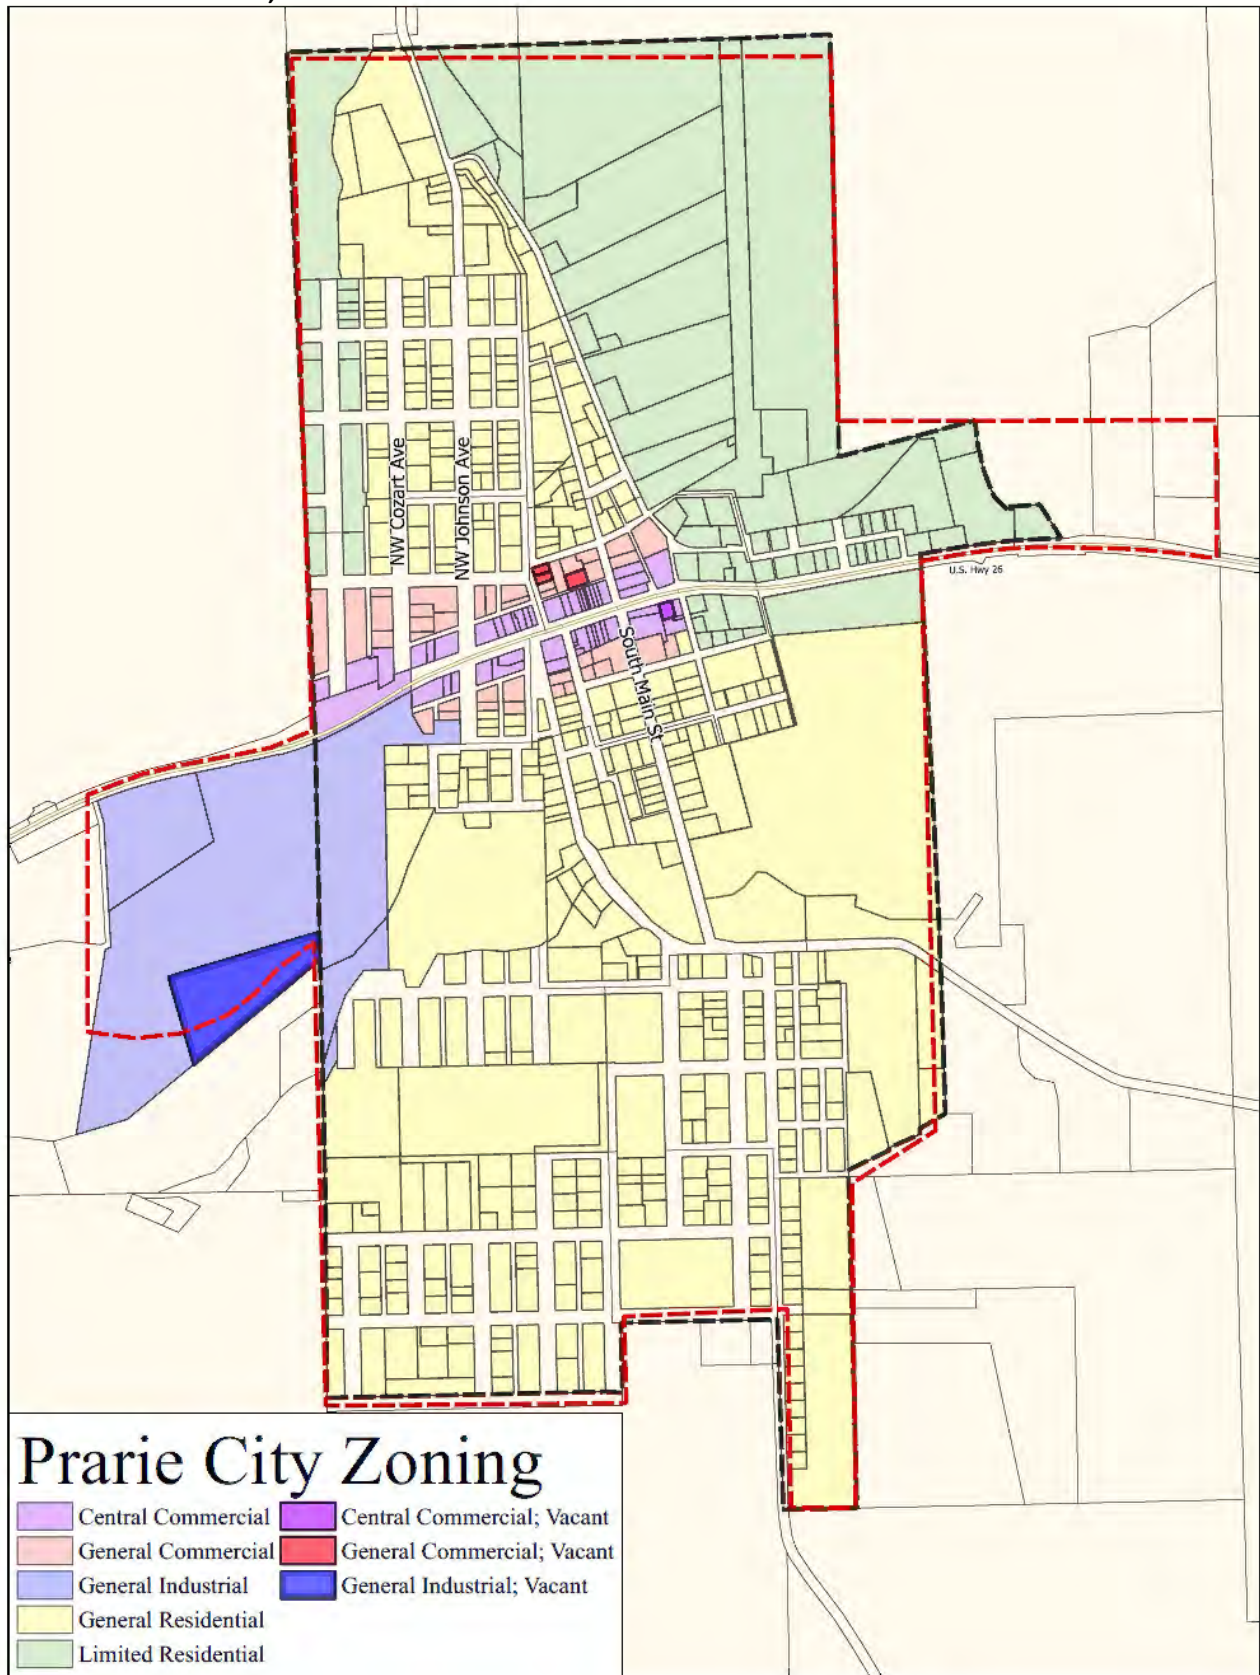 NW Cozart Ave
NW Johnson Ave
U.S. Hwy 26
South Main St
Prarie City Zoning
Central Commercial
Central Commercial; Vacant
General Commercial
General Commercial; Vacant
General Industrial
General Industrial; Vacant
General Residential
Limited Residential